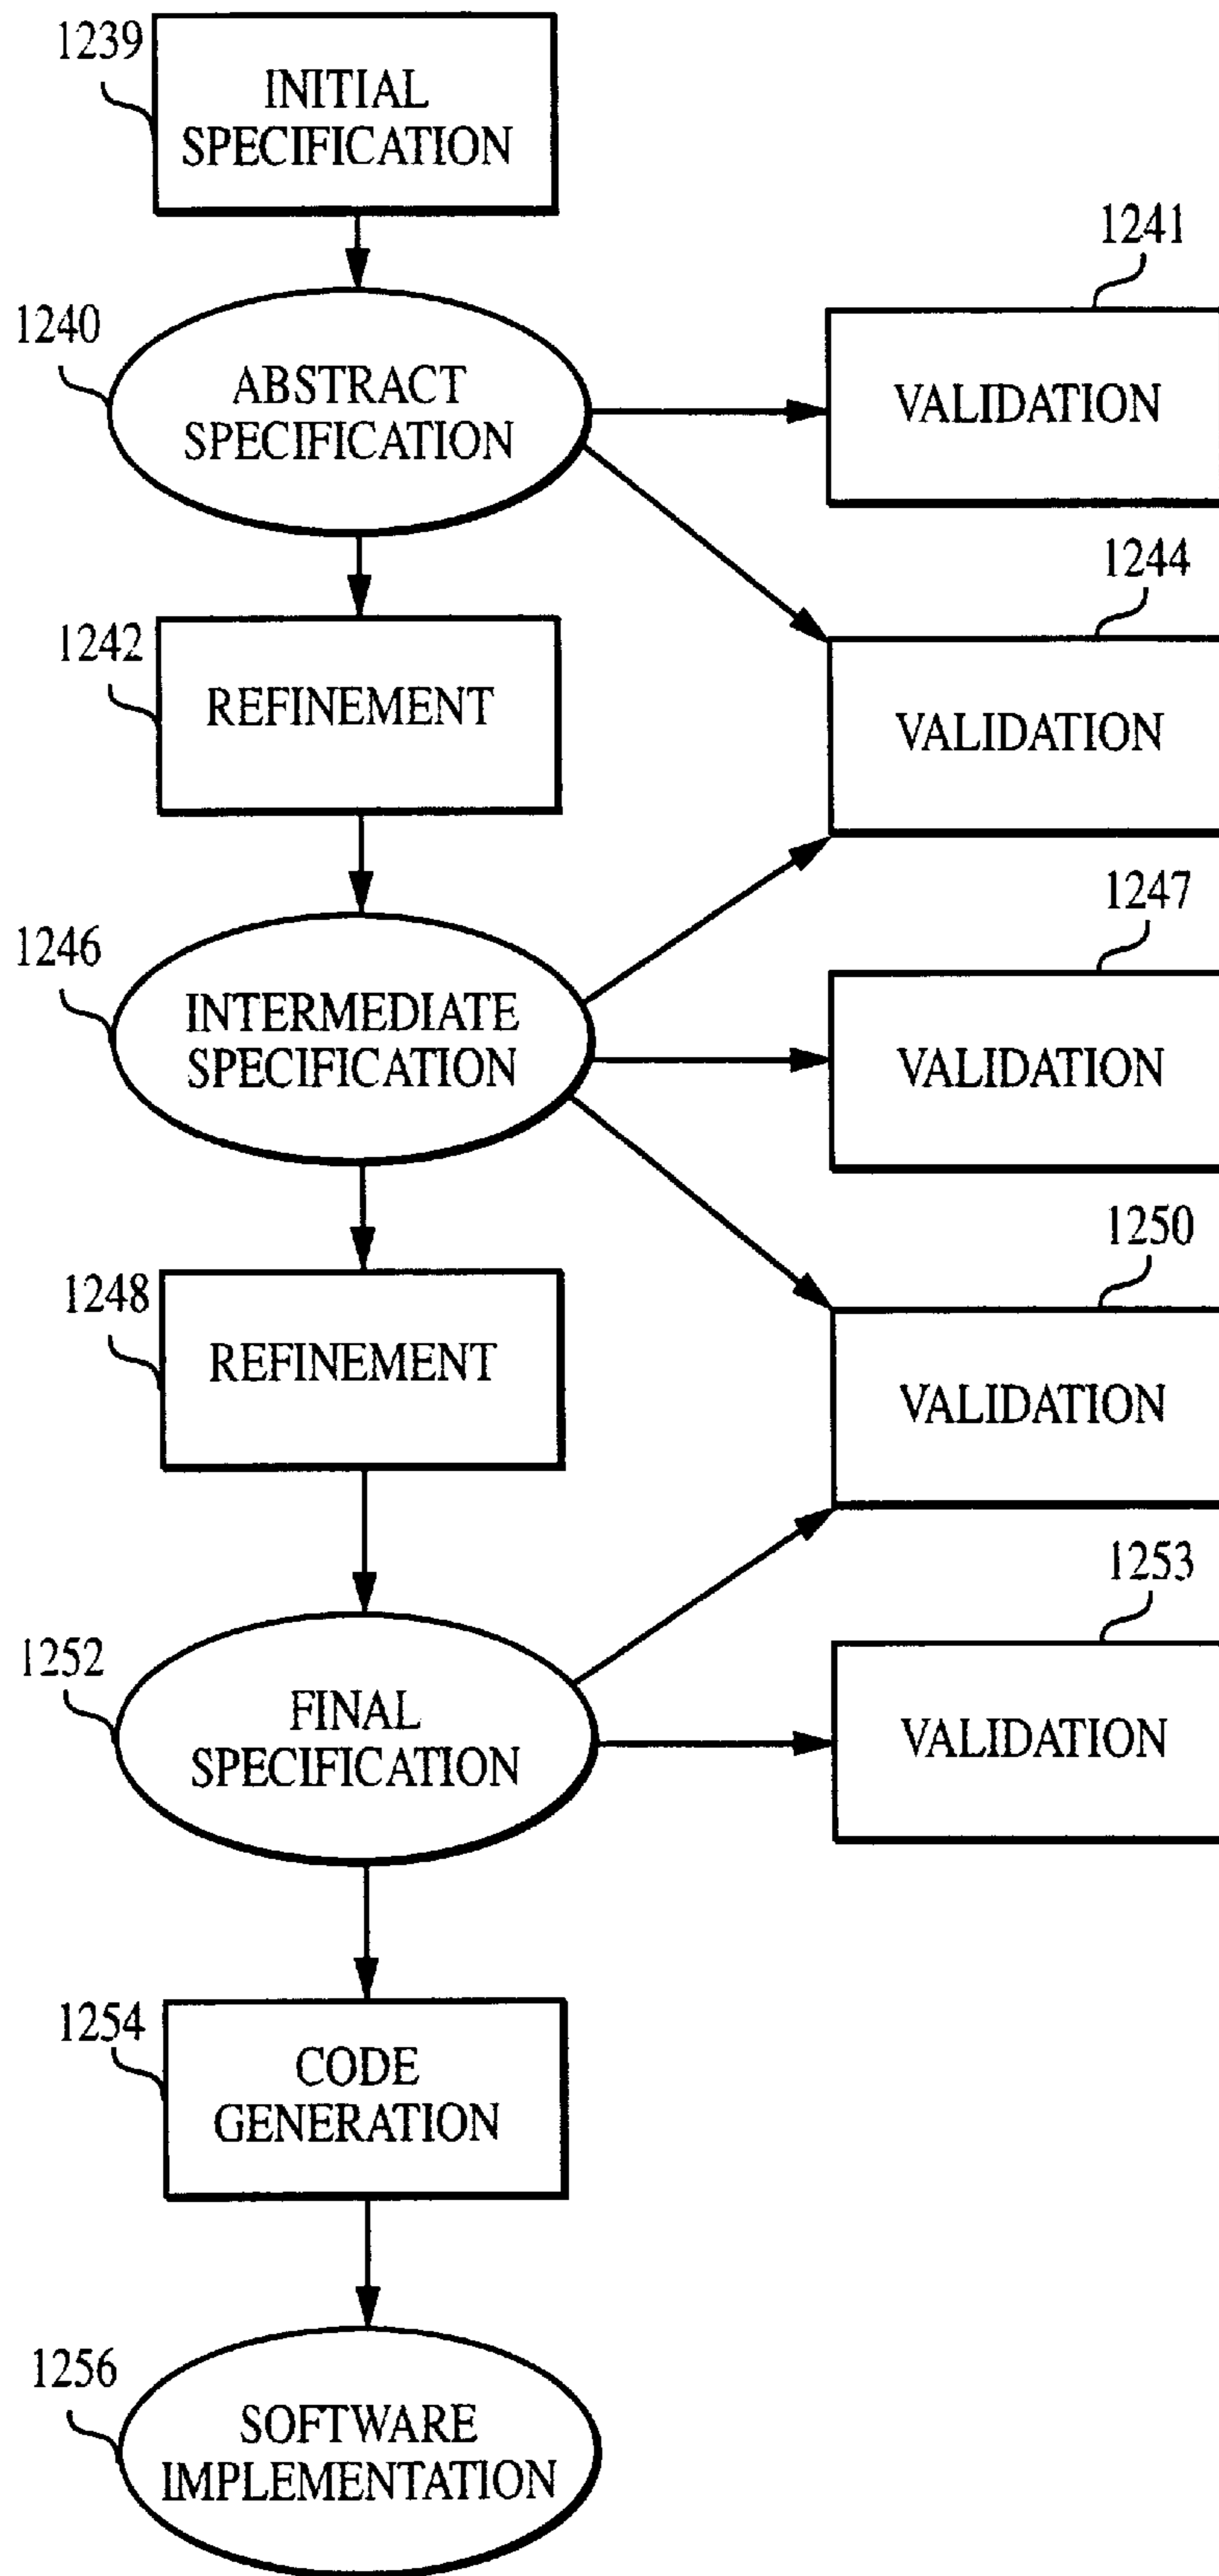 1239
INITIAL
SPECIFICATION
1240
ABSTRACT
SPECIFICATION
1241
VALIDATION
1242
REFINEMENT
1244
VALIDATION
1246
INTERMEDIATE
SPECIFICATION
1247
VALIDATION
1248
REFINEMENT
1250
VALIDATION
1252
FINAL
SPECIFICATION
1253
VALIDATION
1254
CODE
GENERATION
1256
SOFTWARE
IMPLEMENTATION